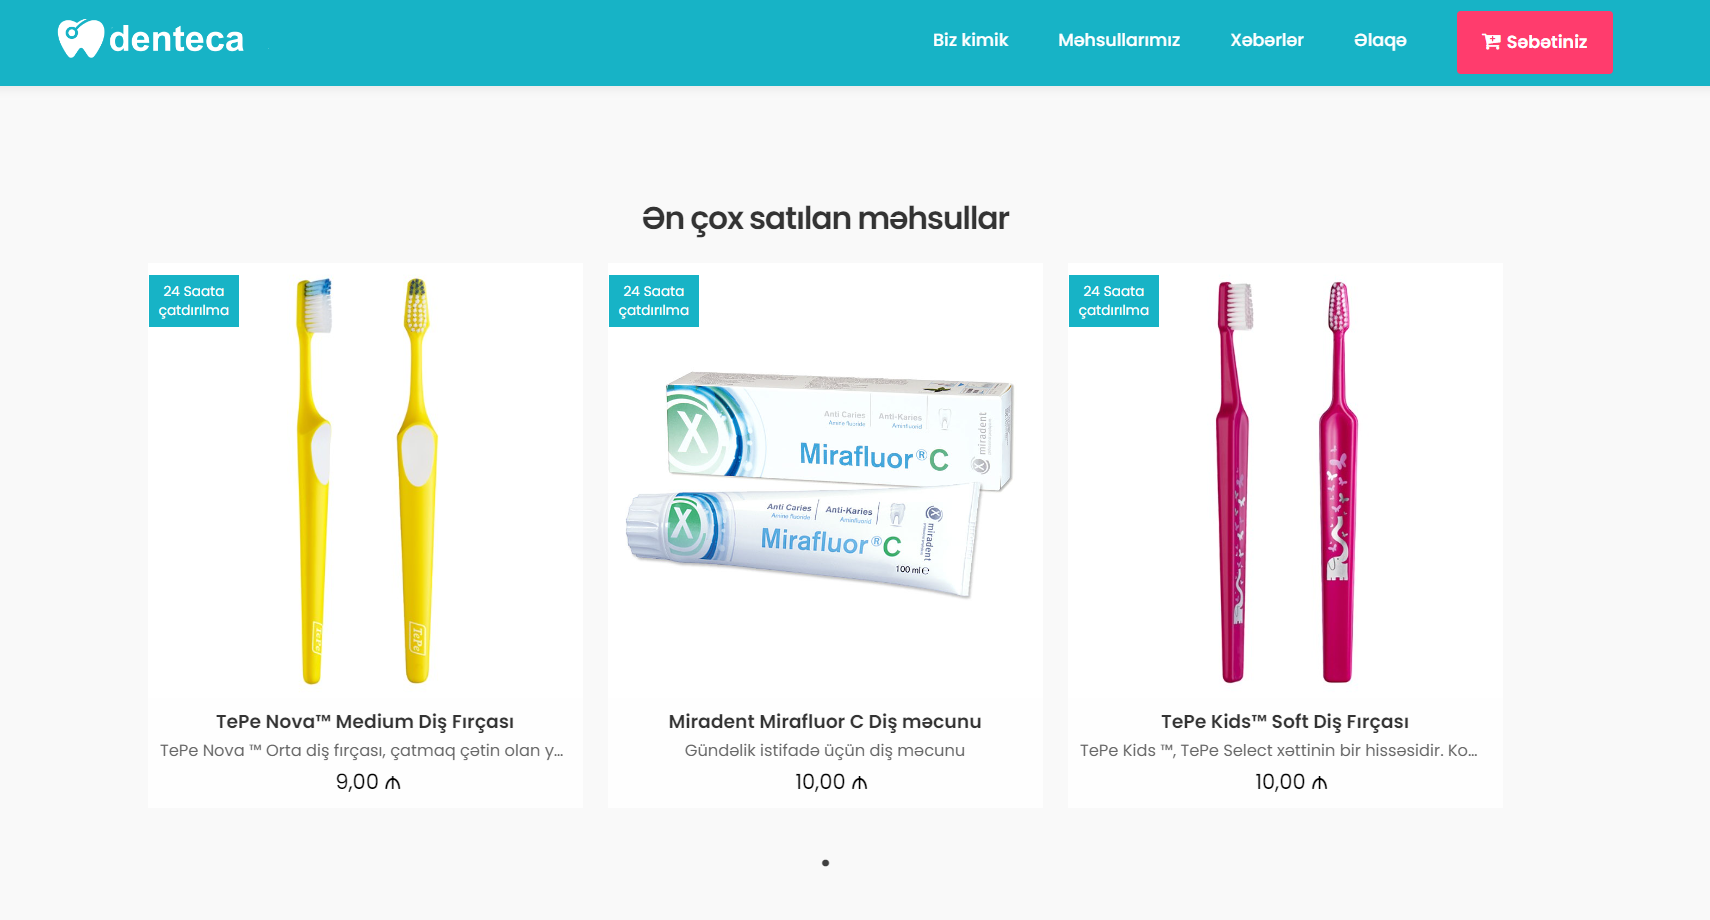 denteca
Biz kimik
Məhsullarımız
Xəbərlər
Əlaqə
Səbətiniz
Ən çox satılan məhsullar
24 Saata
çatdırılma
TePe
TePe
TePe Nova™ Medium Diş Fırçası
TePe Nova ™ Orta diş fırçası, çatmaq çətin olan y...
9,00 ₼
24 Saata
çatdırılma
X
Anti Caries
Amine fluoride
Anti-Karies
Aminfluorid
Mirafluor® C
miradent
X
Anti Caries
Amine fluoride
Anti-Karies
Aminfluorid
Mirafluor® C
miradent
100 ml ℮
Miradent Mirafluor C Diş məcunu
Gündəlik istifadə üçün diş məcunu
10,00 ₼
24 Saata
çatdırılma
TePe Kids™ Soft Diş Fırçası
TePe Kids ™, TePe Select xəttinin bir hissəsidir. Ko...
10,00 ₼